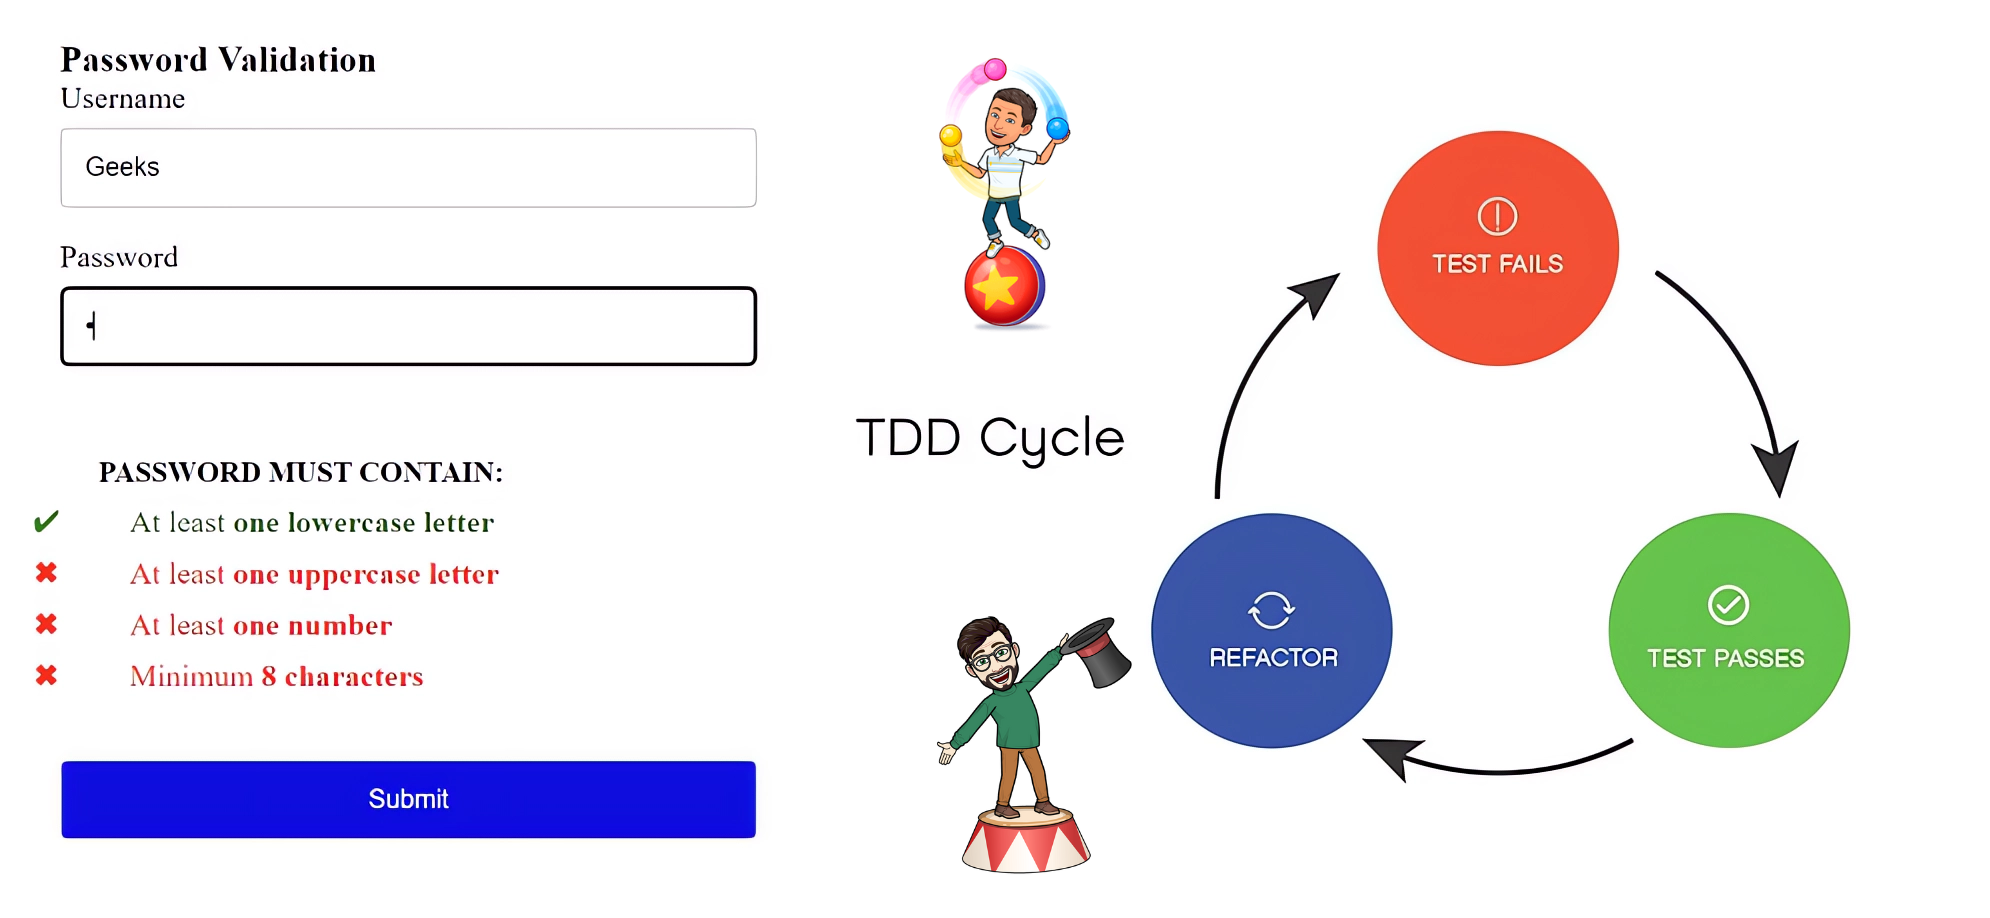 Password Validation
Username
Geeks
Password
PASSWORD MUST CONTAIN:
At least one lowercase letter
At least one uppercase letter
At least one number
Minimum 8 characters
Submit
TDD Cycle
TEST FAILS
TEST PASSES
REFACTOR